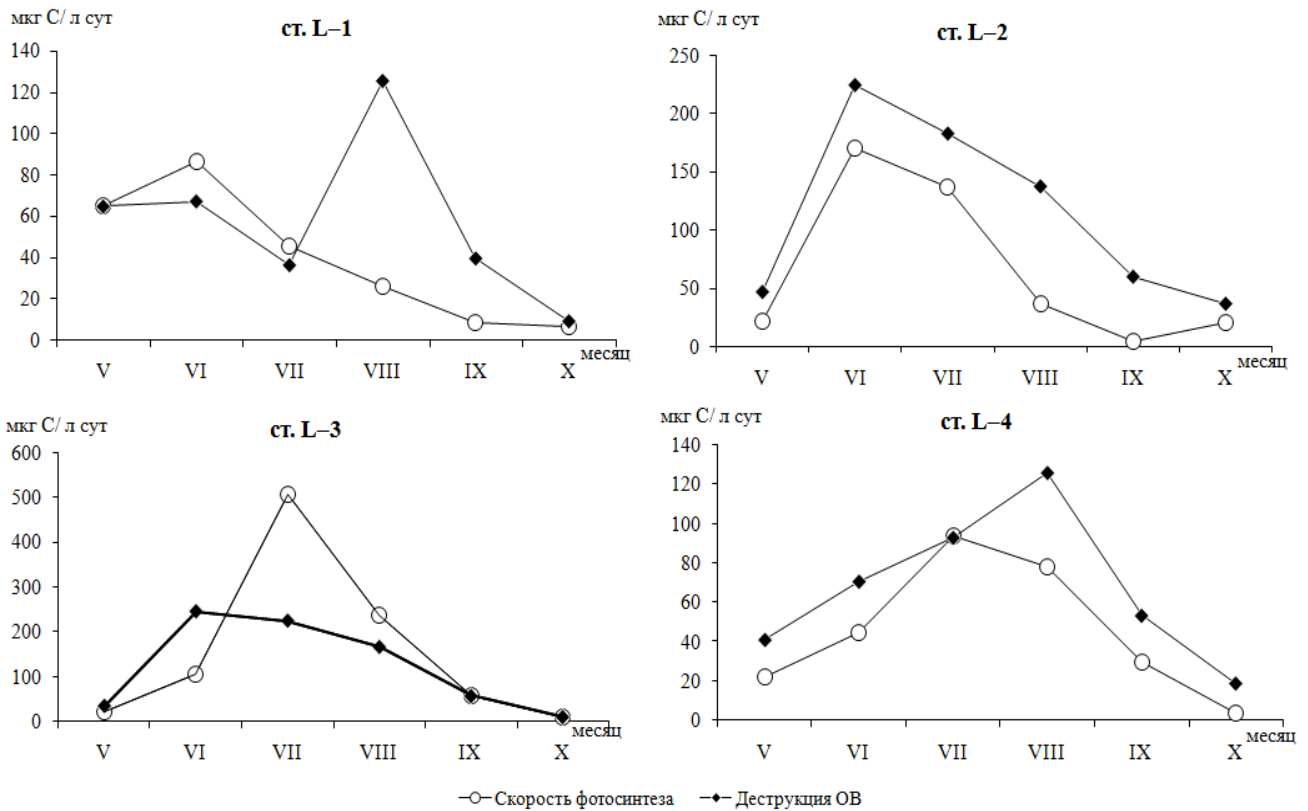 мкг С/ л сут
ст. L–1
140
120
100
80
60
40
20
0
V VI VII VIII IX X
месяц
мкг С/ л сут
ст. L–2
250
200
150
100
50
0
V VI VII VIII IX X
месяц
мкг С/ л сут
ст. L–3
600
500
400
300
200
100
0
V VI VII VIII IX X
месяц
мкг С/ л сут
ст. L–4
140
120
100
80
60
40
20
0
V VI VII VIII IX X
месяц
Скорость фотосинтеза Деструкция ОВ